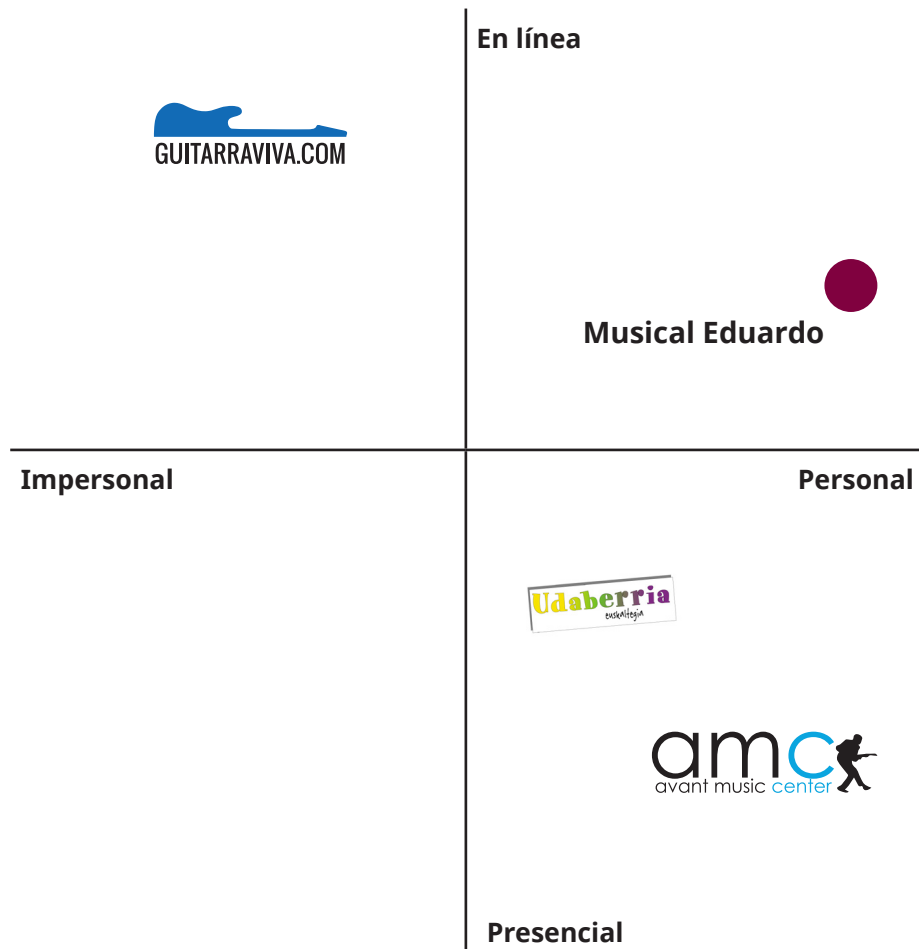 En línea
GUITARRAVIVA.COM
Musical Eduardo
Impersonal
Personal
Udaberria
euskaltegia
amc
avant music center
Presencial